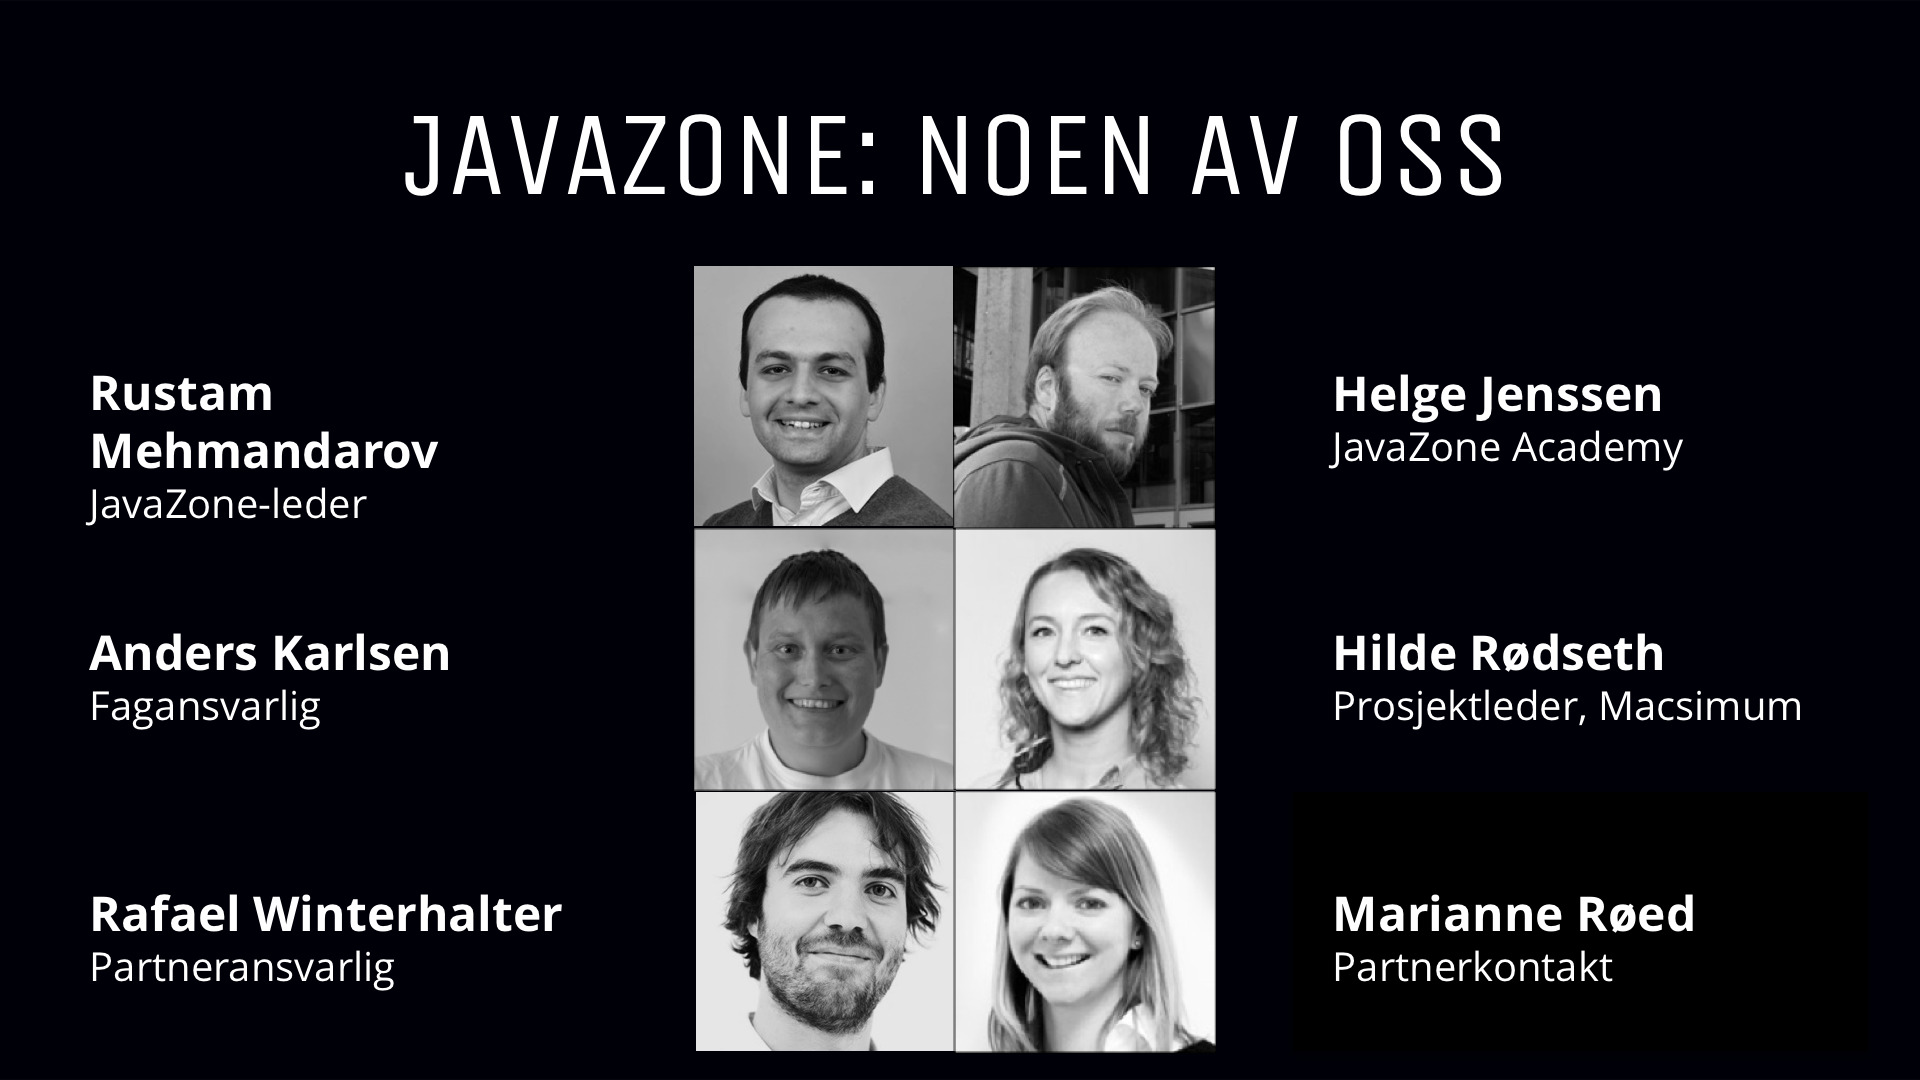 JAVAZONE: NOEN AV OSS
Rustam
Mehmandarov
JavaZone-leder
Helge Jenssen
JavaZone Academy
Anders Karlsen
Fagansvarlig
Hilde Rødseth
Prosjektleder, Macsimum
Rafael Winterhalter
Partneransvarlig
Marianne Røed
Partnerkontakt